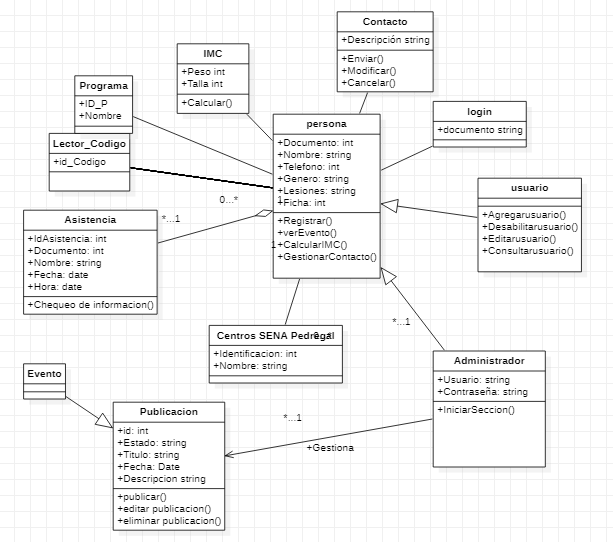 Contacto
+Descripción string
+Enviar()
+Modificar()
+Cancelar()
IMC
+Peso int
+Talla int
+Calcular()
Programa
+ID_P
+Nombre
Lector_Codigo
+id_Codigo
persona
+Documento: int
+Nombre: string
+Telefono: int
+Genero: string
+Lesiones: string
+Ficha: int
+Registrar()
+verEvento()
+CalcularIMC()
+GestionarContacto()
login
+documento string
usuario
+Agregarusuario()
+Desabilitarusuario()
+Editarusuario()
+Consultarusuario()
0...*
1
*...1
1
Asistencia
+IdAsistencia: int
+Documento: int
+Nombre: string
+Fecha: date
+Hora: date
+Chequeo de informacion()
Centros SENA Pedregal
+Identificacion: int
+Nombre: string
*...1
Administrador
+Usuario: string
+Contraseña: string
+IniciarSeccion()
Evento
Publicacion
+id: int
+Estado: string
+Titulo: string
+Fecha: Date
+Descripcion string
+publicar()
+editar publicacion()
+eliminar publicacion()
*...1
+Gestiona